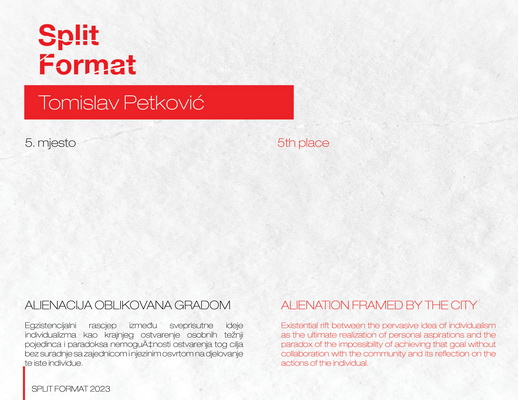 Split
Format
Tomislav Petković
5. mjesto
5th place
ALIENACIJA OBLIKOVANA GRADOM
Egzistencijalni rascjep između sveprisutne ideje
individualizma kao krajnjeg ostvarenje osobnih težnji
pojedinca i paradoksa nemoguÄ‡nosti ostvarenja tog cilja
bez suradnje sa zajednicom i njezinim osvrtom na djelovanje
te iste individue.
ALIENATION FRAMED BY THE CITY
Existential rift between the pervasive idea of individualism
as the ultimate realization of personal aspirations and the
paradox of the impossibility of achieving that goal without
collaboration with the community and its reflection on the
actions of the individual.
SPLIT FORMAT 2023